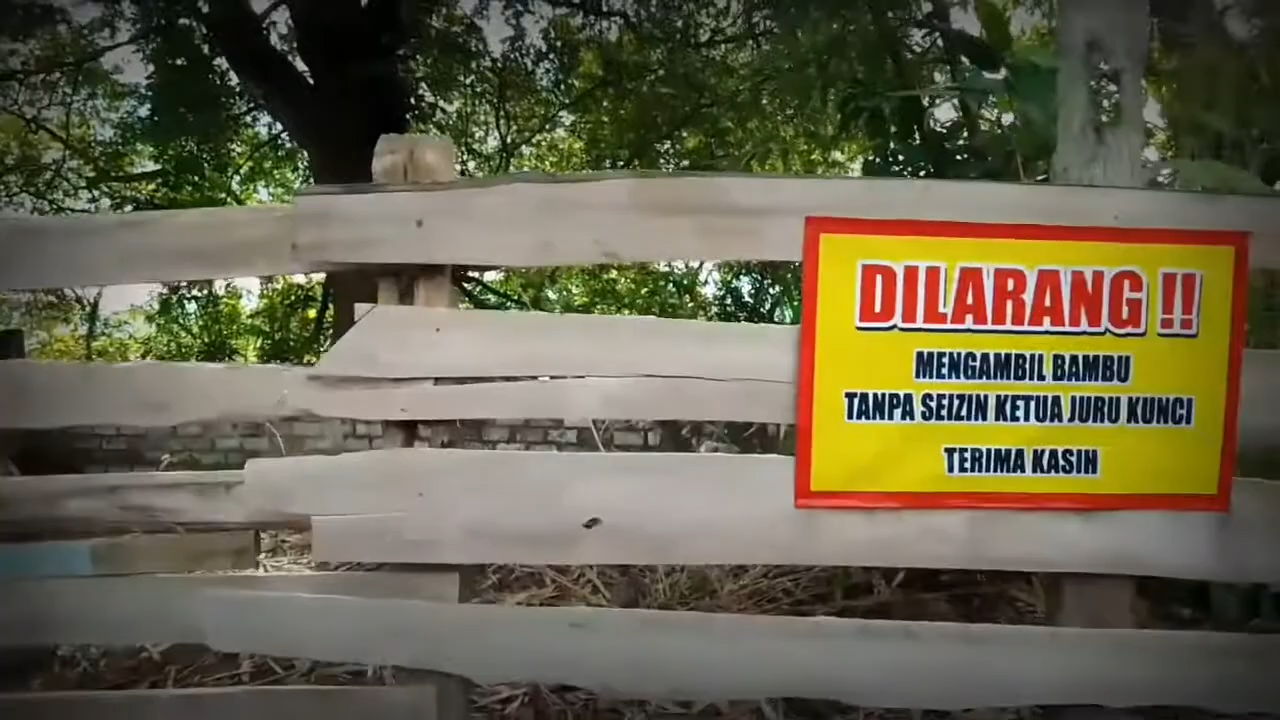 DILARANG !!
MENGAMBIL BAMBU
TANPA SEIZIN KETUA JURU KUNCI
TERIMA KASIH